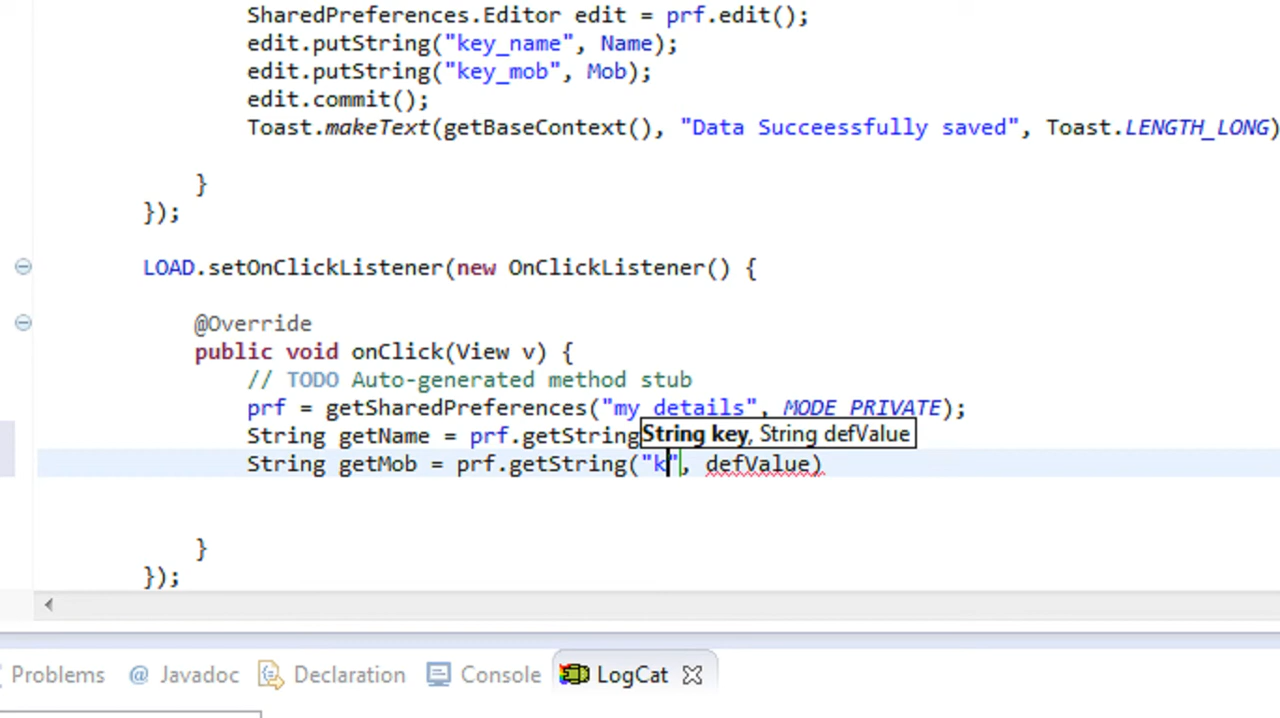 SharedPreferences.Editor edit = prf.edit();
edit.putString("key_name", Name);
edit.putString("key_mob", Mob);
edit.commit();
Toast.makeText(getBaseContext(), "Data Succeessfully saved", Toast.LENGTH_LONG)
}
});
LOAD.setOnClickListener(new OnClickListener() {
@Override
public void onClick(View v) {
// TODO Auto-generated method stub
prf = getSharedPreferences("my_details", MODE_PRIVATE);
String getName = prf.getString
String key, String defValue
String getMob = prf.getString("k", defValue)
}
});
Problems @ Javadoc Declaration Console LogCat